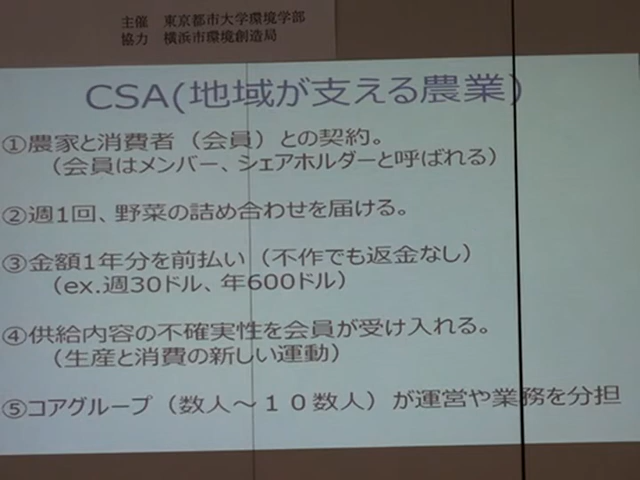 主催 東京都市大学環境学部
協力 横浜市環境創造局
CSA(地域が支える農業)
①農家と消費者（会員）との契約。
（会員はメンバー、シェアホルダーと呼ばれる）
②週1回、野菜の詰め合わせを届ける。
③金額1年分を前払い（不作でも返金なし）
（ex.週30ドル、年600ドル）
④供給内容の不確実性を会員が受け入れる。
（生産と消費の新しい運動）
⑤コアグループ（数人～１０数人）が運営や業務を分担